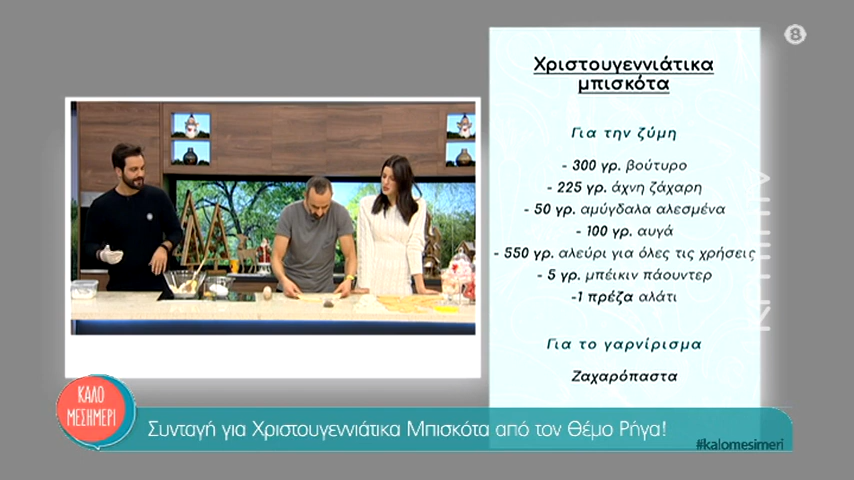 8
Χριστουγεννιάτικα
μπισκότα
Για την ζύμη
- 300 γρ. βούτυρο
- 225 γρ. άχνη ζάχαρη
- 50 γρ. αμύγδαλα αλεσμένα
- 100 γρ. αυγά
- 550 γρ. αλεύρι για όλες τις χρήσεις
- 5 γρ. μπέικιν πάουντερ
-1 πρέζα αλάτι
Για το γαρνίρισμα
Ζαχαρόπαστα
ΚΑΛΟ
ΜΕΣΗΜΕΡΙ
Συνταγή για Χριστουγεννιάτικα Μπισκότα από τον Θέμο Ρήγα!
#kalomesimeri